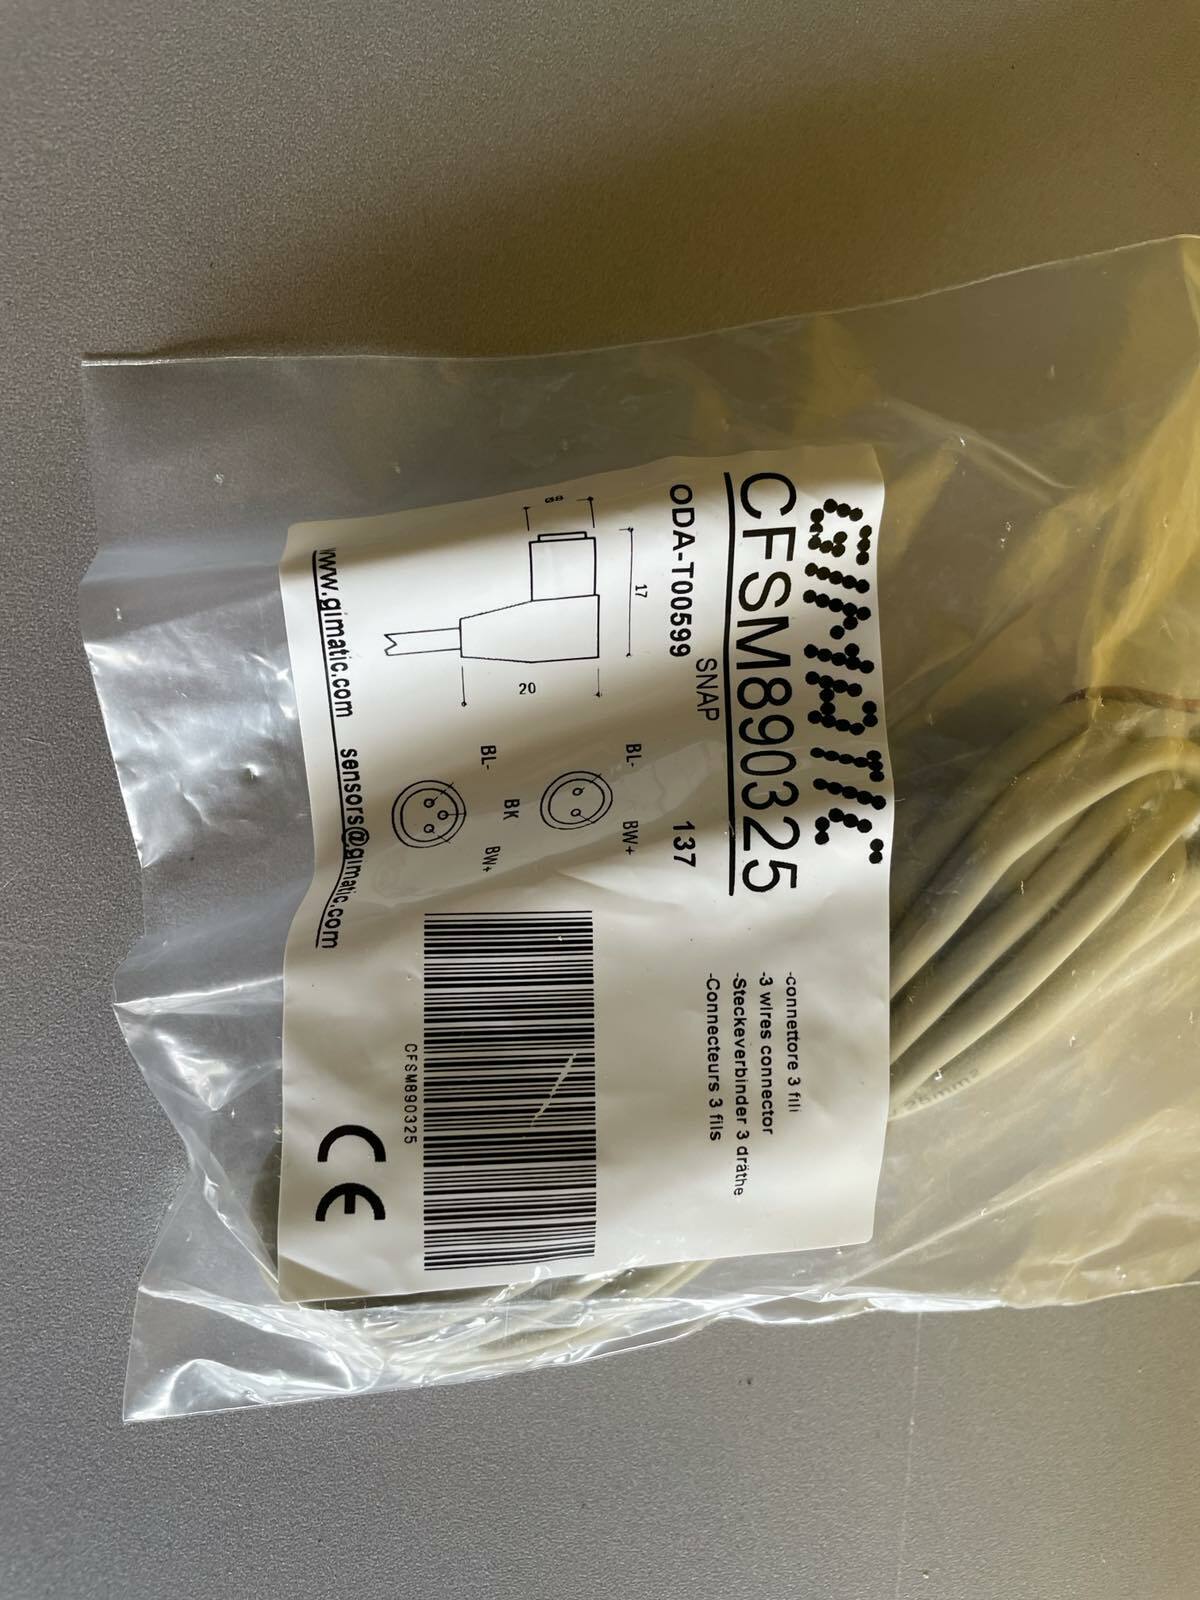 GIMATIC
CFSM890325
SNAP
ODA-T00599
137
-connettore 3 fili
-3 wires connector
-Steckeverbinder 3 dräthe
-Connecteurs 3 fils
17
Ø8
20
BL-
BW+
BL-
BK
BW+
CFSM890325
CE
www.gimatic.com sensors@gimatic.com